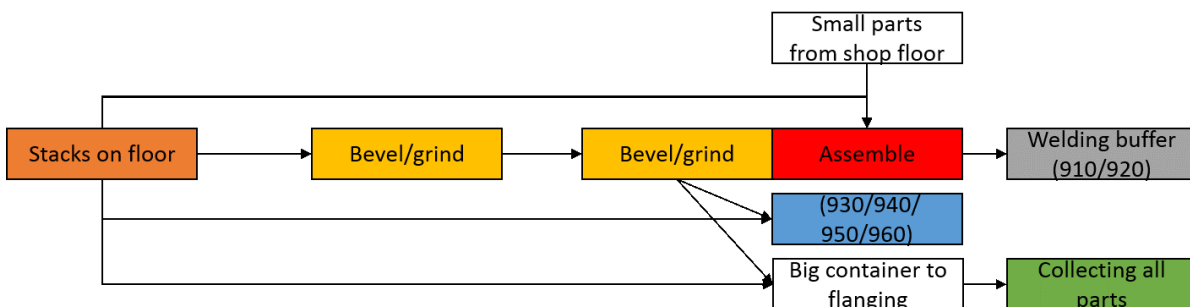 Small parts
from shop floor
Stacks on floor
Bevel/grind
Bevel/grind
Assemble
Welding buffer
(910/920)
(930/940/
950/960)
Big container to
flanging
Collecting all
parts